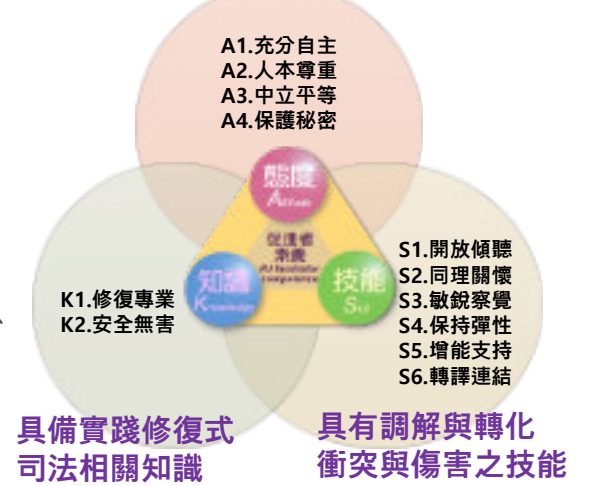 A1.充分自主
A2.人本尊重
A3.中立平等
A4.保護秘密
態度
Attitude
促進者
素養
知識
Knowledge
技能
Skill
K1.修復專業
K2.安全無害
S1.開放傾聽
S2.同理關懷
S3.敏銳察覺
S4.保持彈性
S5.增能支持
S6.轉譯連結
具備實踐修復式
司法相關知識
具有調解與轉化
衝突與傷害之技能